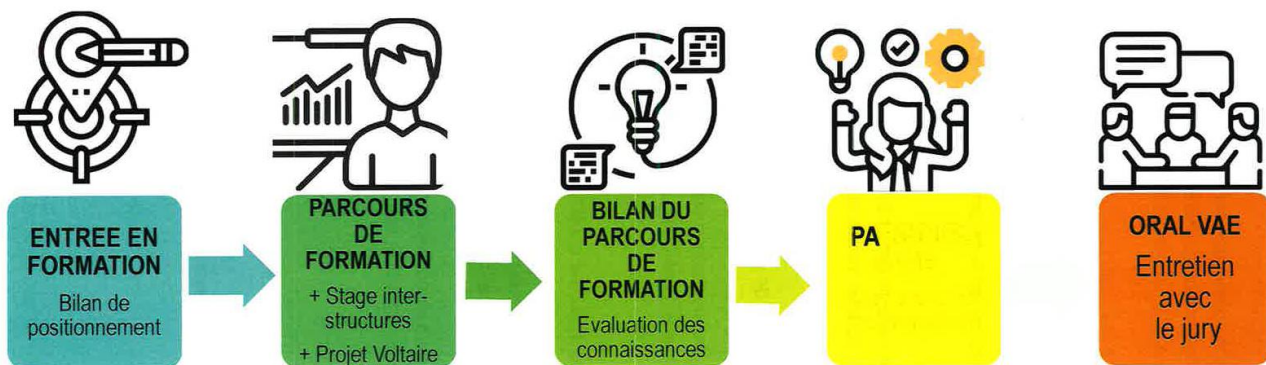 ENTREE EN
FORMATION
Bilan de
positionnement
PARCOURS
DE
FORMATION
+ Stage inter-
structures
+ Projet Voltaire
BILAN DU
PARCOURS
DE
FORMATION
Evaluation des
connaissances
PA
ORAL VAE
Entretien
avec
le jury